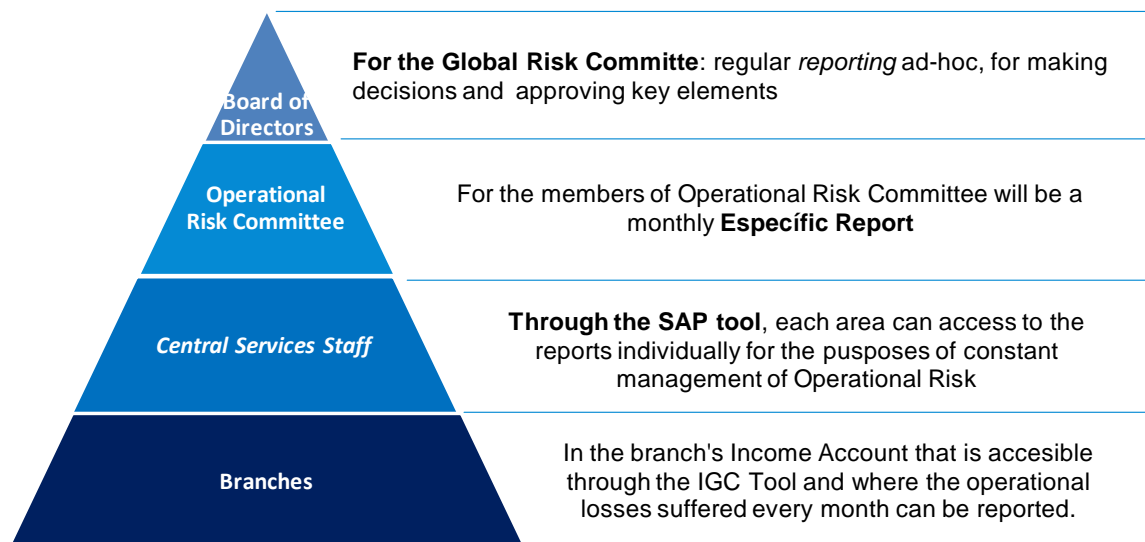 Board of
Directors
For the Global Risk Committe: regular reporting ad-hoc, for making
decisions and approving key elements
Operational
Risk Committee
For the members of Operational Risk Committee will be a
monthly Específic Report
Central Services Staff
Through the SAP tool, each area can access to the
reports individually for the pusposes of constant
management of Operational Risk
Branches
In the branch's Income Account that is accesible
through the IGC Tool and where the operational
losses suffered every month can be reported.